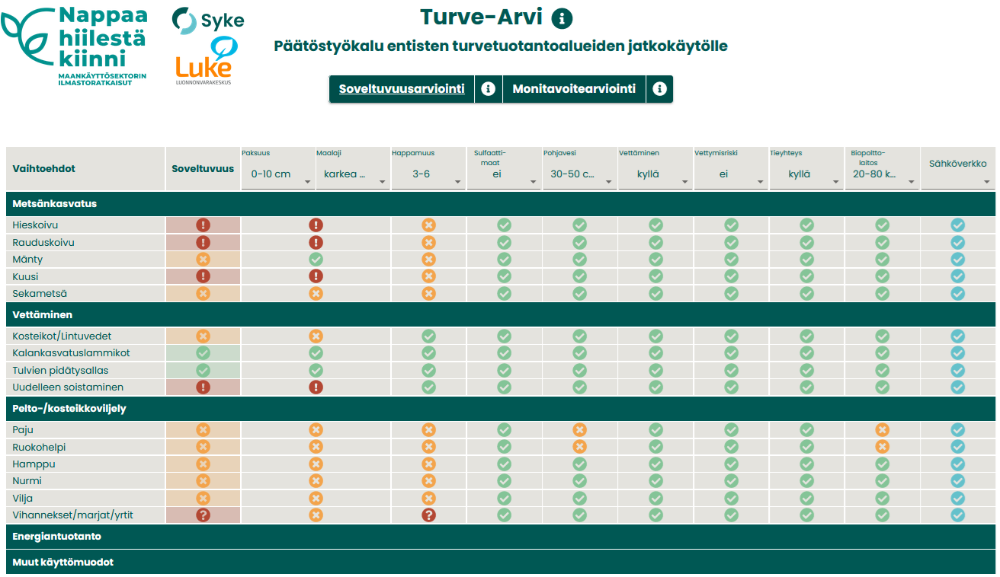 Nappaa
hiilestä
kiinni
MAANKÄYTTÖSEKTORIN
ILMASTORATKAISUT
Syke
Luke
LUONNONVARAKESKUS
Turve-Arvi
Päätöstyökalu entisten turvetuotantoalueiden jatkokäytölle
Soveltuvuusarviointi Monitavoitearviointi
Vaihtoehdot
Soveltuvuus
Paksuus
0-10 cm
Maalaji
karkea ...
Happamuus
3-6
Sulfaatti-
maat
ei
Pohjavesi
30-50 c...
Vettäminen
kyllä
Vettymisriski
ei
Tieyhteys
kyllä
Biopoltto-
laitos
20-80 k...
Sähköverkko
Metsänkasvatus
Hieskoivu
Rauduskoivu
Mänty
Kuusi
Sekametsä
Vettäminen
Kosteikot/Lintuvedet
Kalankasvatuslammikot
Tulvien pidätysallas
Uudelleen soistaminen
Pelto-/kosteikkoviljely
Paju
Ruokohelpi
Hamppu
Nurmi
Vilja
Vihannekset/marjat/yrtit
Energiantuotanto
Muut käyttömuodot